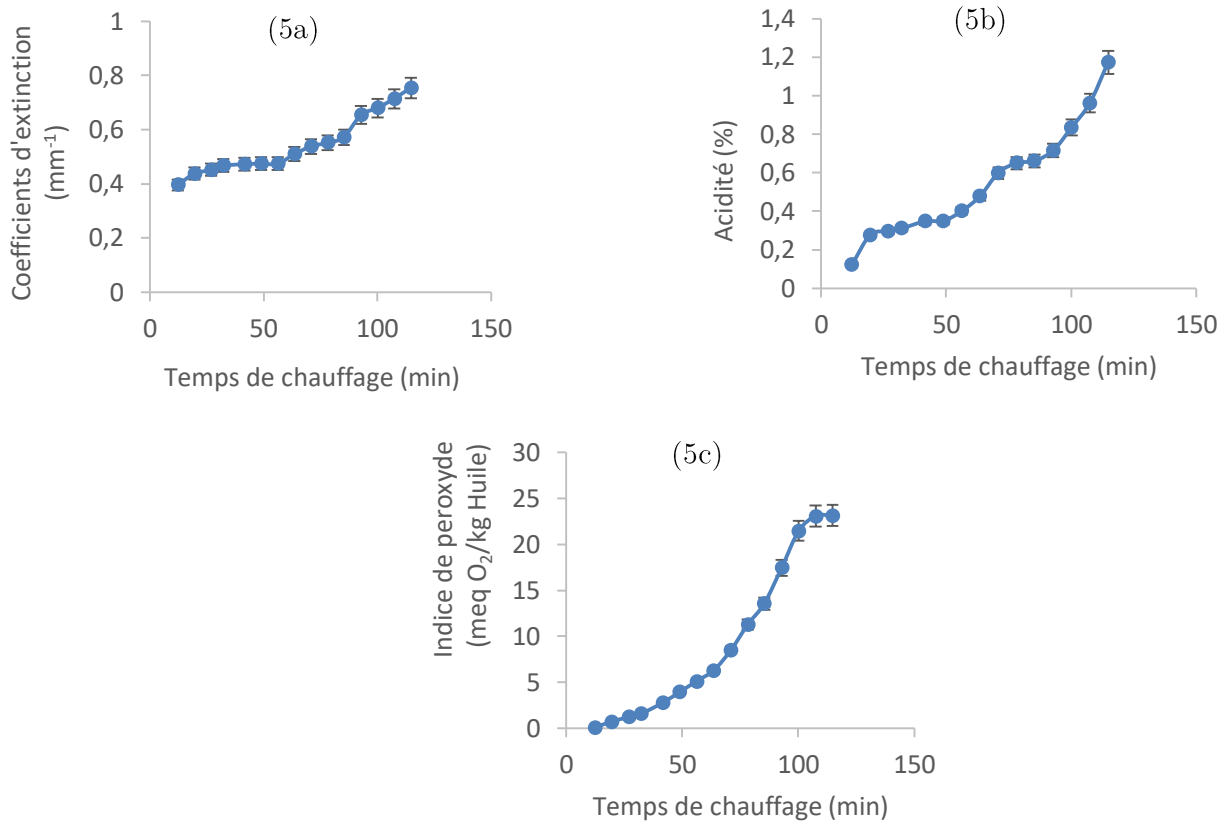 (5a)
Coefficients d'extinction
(mm⁻¹)
1
0,8
0,6
0,4
0,2
0
0 50 100 150
Temps de chauffage (min)
(5b)
Acidité (%)
1,4
1,2
1
0,8
0,6
0,4
0,2
0
0 50 100 150
Temps de chauffage (min)
(5c)
Indice de peroxyde
(meq O₂/kg Huile)
30
25
20
15
10
5
0
0 50 100 150
Temps de chauffage (min)